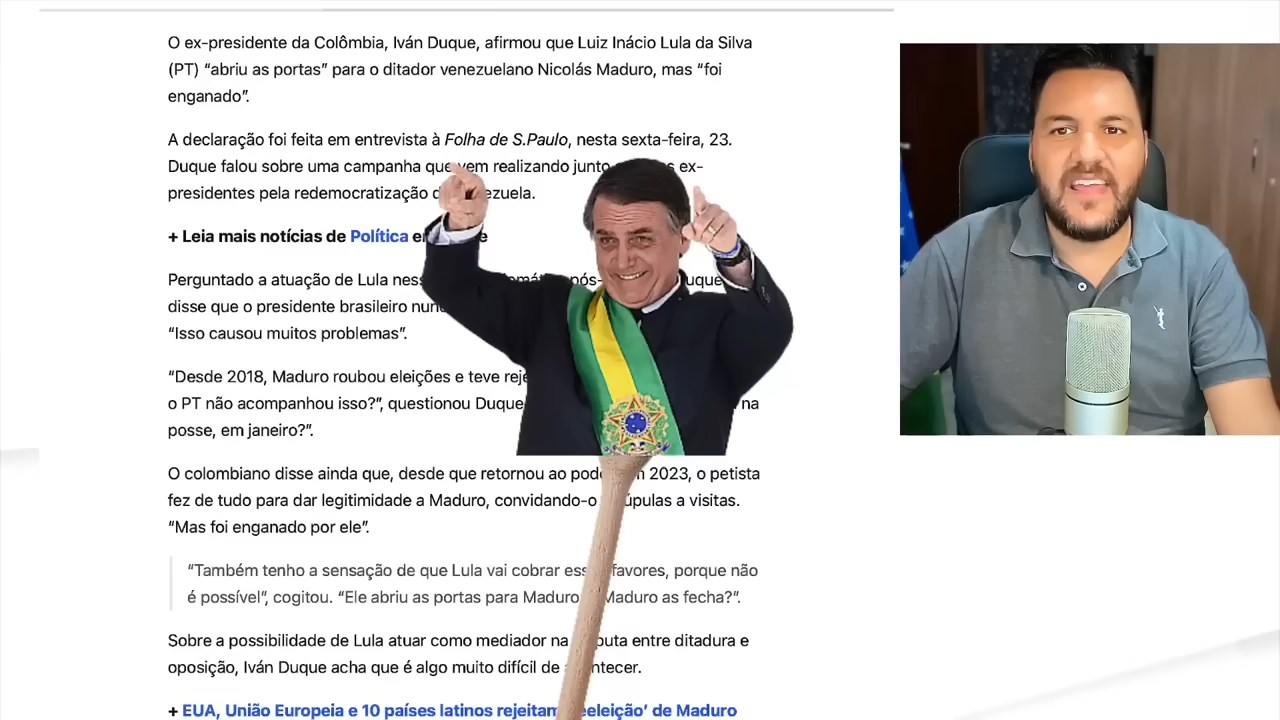 O ex-presidente da Colômbia, Iván Duque, afirmou que Luiz Inácio Lula da Silva
(PT) “abriu as portas” para o ditador venezuelano Nicolás Maduro, mas “foi
enganado”.
A declaração foi feita em entrevista à Folha de S.Paulo, nesta sexta-feira, 23.
Duque falou sobre uma campanha que vem realizando junto ex-
presidentes pela redemocratização
+ Leia mais notícias de Política
Perguntado a atuação de Lula
disse que o presidente brasileiro
“Isso causou muitos problemas”.
“Desde 2018, Maduro roubou eleições e teve
o PT não acompanhou isso?”, questionou Duque na
posse, em janeiro?”.
O colombiano disse ainda que, desde que retornou ao 2023, o petista
fez de tudo para dar legitimidade a Maduro, convidando-o a visitas.
“Mas foi enganado por ele”.
“Também tenho a sensação de que Lula vai cobrar favores, porque não
é possível”, cogitou. “Ele abriu as portas para Maduro Maduro as fecha?”.
Sobre a possibilidade de Lula atuar como mediador na entre ditadura e
oposição, Iván Duque acha que é algo muito difícil de
+ EUA, União Europeia e 10 países latinos rejeitam de Maduro